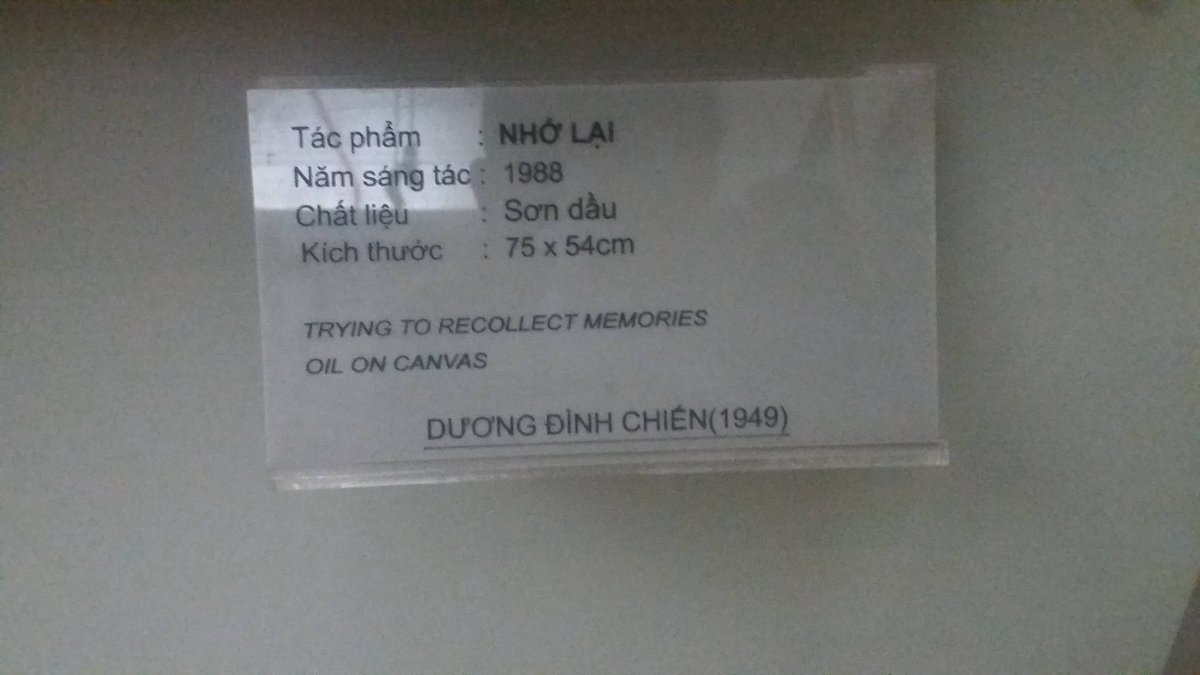 Tác phẩm : NHỚ LẠI
Năm sáng tác : 1988
Chất liệu : Sơn dầu
Kích thước : 75 x 54cm
TRYING TO RECOLLECT MEMORIES
OIL ON CANVAS
DƯƠNG ĐÌNH CHIẾN(1949)